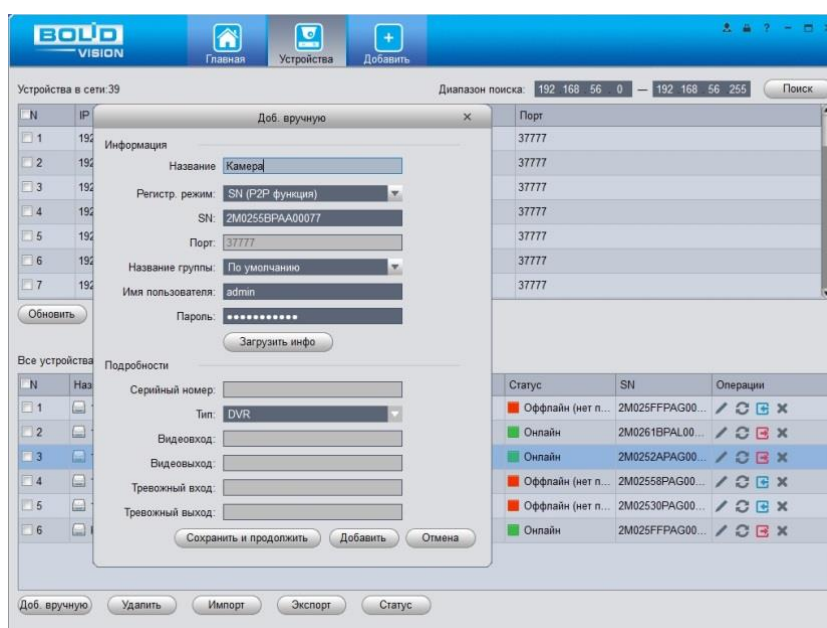 BOLID
VISION
Главная
Устройства
Добавить
Устройства в сети:39
Диапазон поиска: 192 168 56 0 — 192 168 56 255 Поиск
N IP Порт
1 192 37777
2 192 37777
3 192 37777
4 192 37777
5 192 37777
6 192 37777
7 192 37777
Обновить
Доб. вручную
Информация
Название Камера
Регистр. режим: SN (P2P функция)
SN: 2M0255BPAA00077
Порт: 37777
Название группы: По умолчанию
Имя пользователя: admin
Пароль: •••••••••••
Загрузить инфо
Подробности
Серийный номер:
Тип: DVR
Видеовход:
Видеовыход:
Тревожный вход:
Тревожный выход:
Сохранить и продолжить Добавить Отмена
Все устройства
N Наз Статус SN Операции
1 Оффлайн (нет п... 2M025FFPAG00...
2 Онлайн 2M0261BPAL00...
3 Онлайн 2M0252APAG00...
4 Оффлайн (нет п... 2M02558PAG00...
5 Оффлайн (нет п... 2M02530PAG00...
6 Онлайн 2M025FFPAG00...
Доб. вручную Удалить Импорт Экспорт Статус